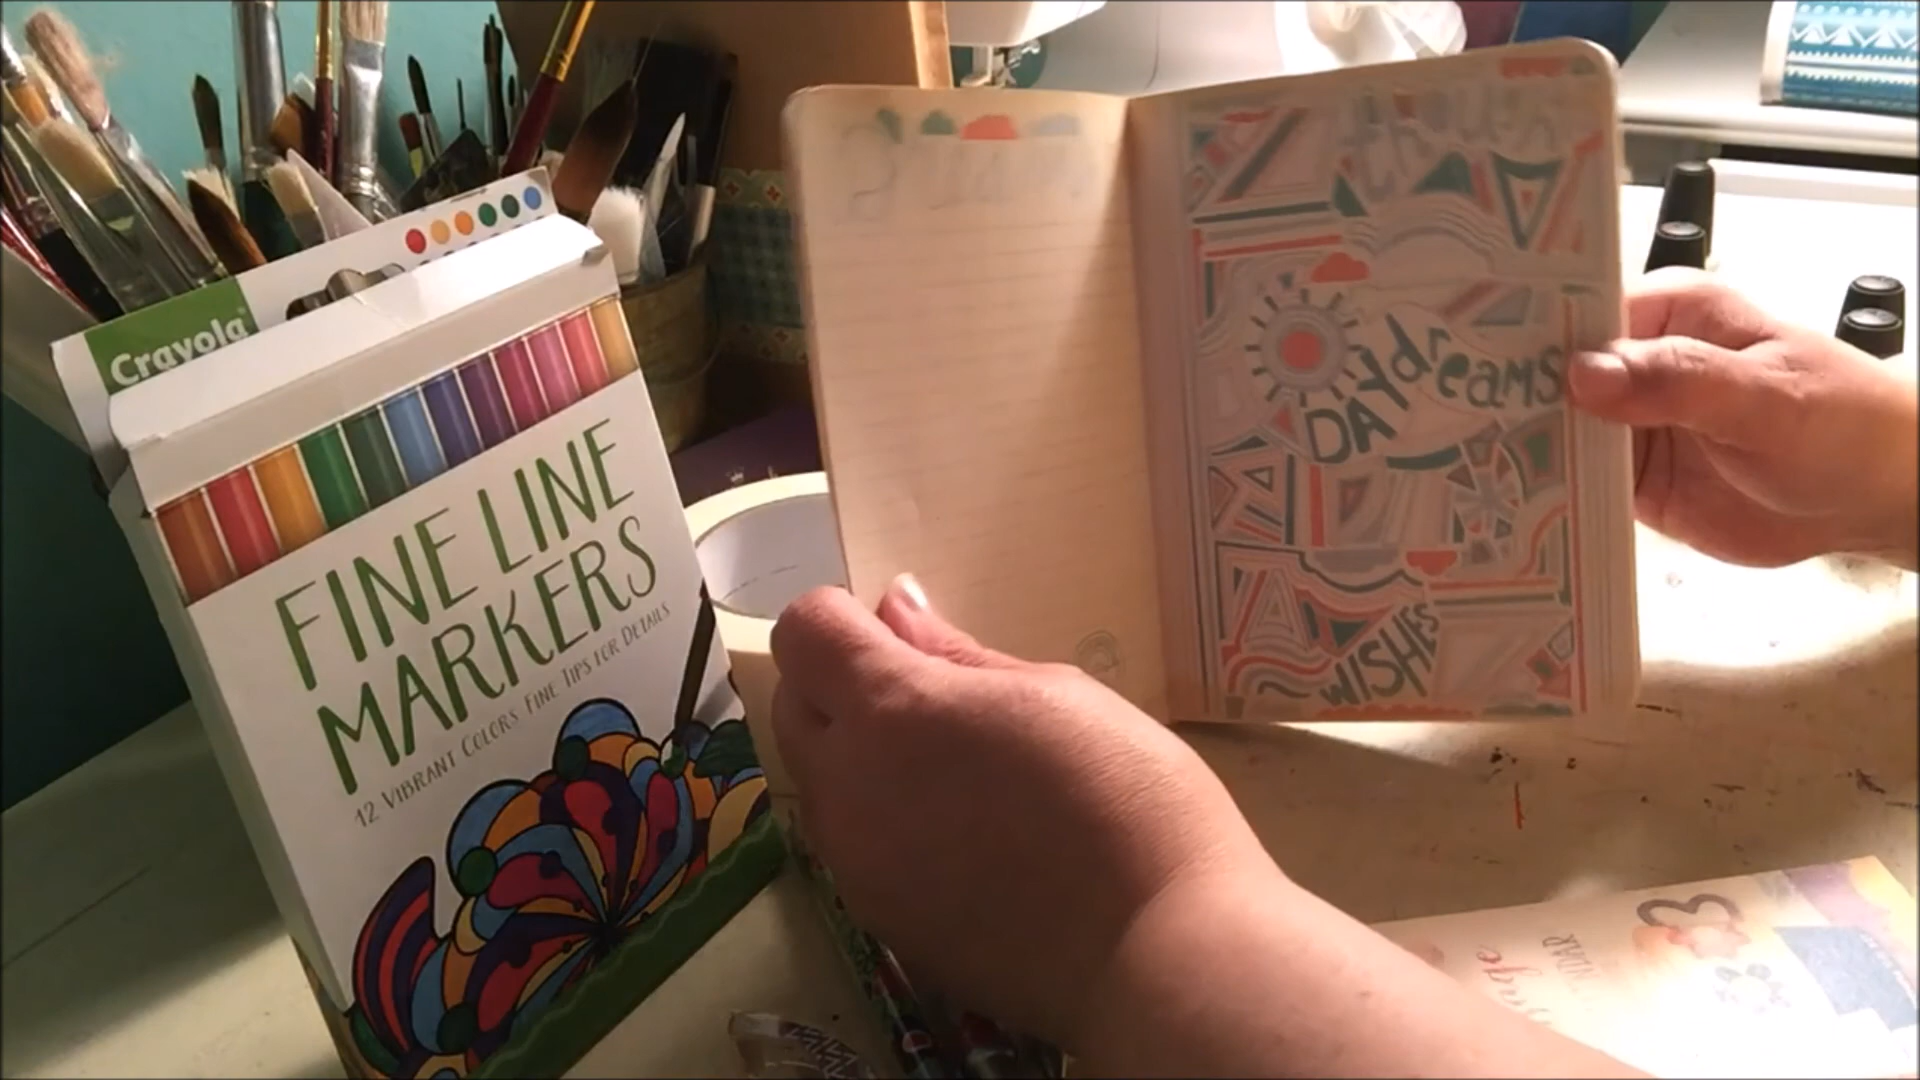 Crayola
FINE LINE
MARKERS
12 VIBRANT COLORS FINE TIPS FOR DETAILS
DAYdreams
WISHES